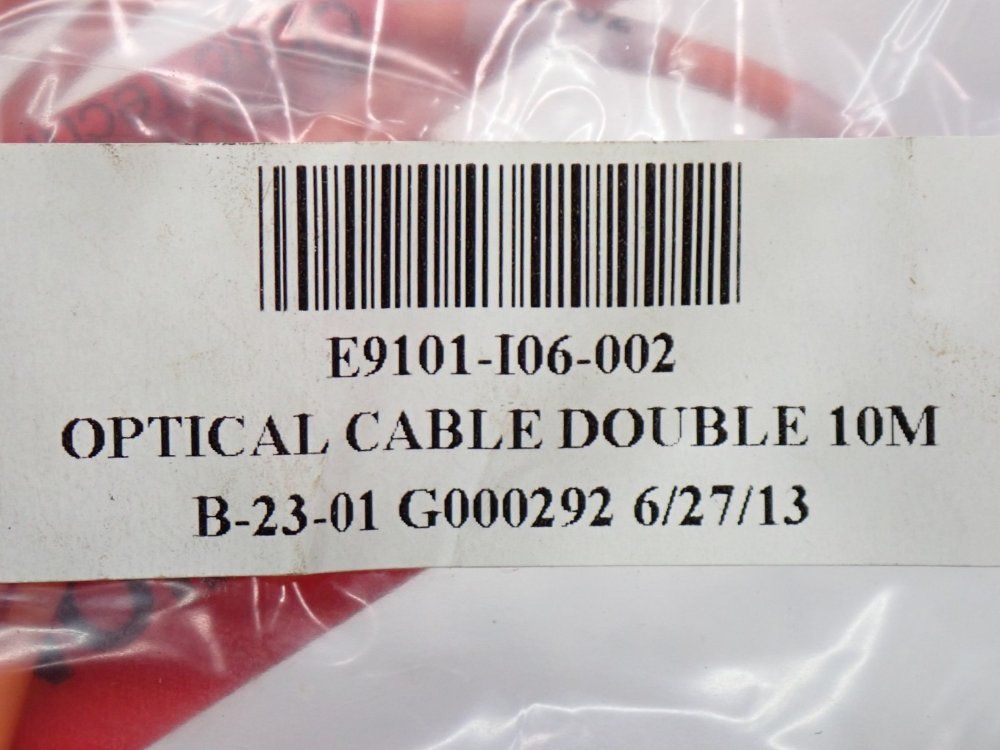 E9101-I06-002
OPTICAL CABLE DOUBLE 10M
B-23-01 G000292 6/27/13